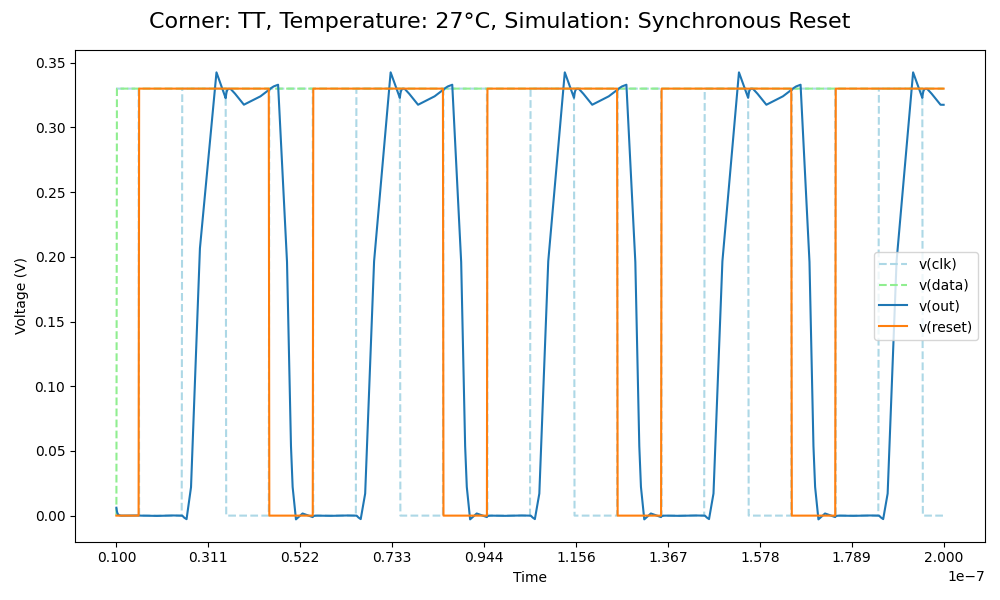 Corner: TT, Temperature: 27°C, Simulation: Synchronous Reset
0.35
0.30
0.25
0.20
0.15
0.10
0.05
0.00
Voltage (V)
v(clk)
v(data)
v(out)
v(reset)
0.100 0.311 0.522 0.733 0.944 1.156 1.367 1.578 1.789 2.000
1e−7
Time